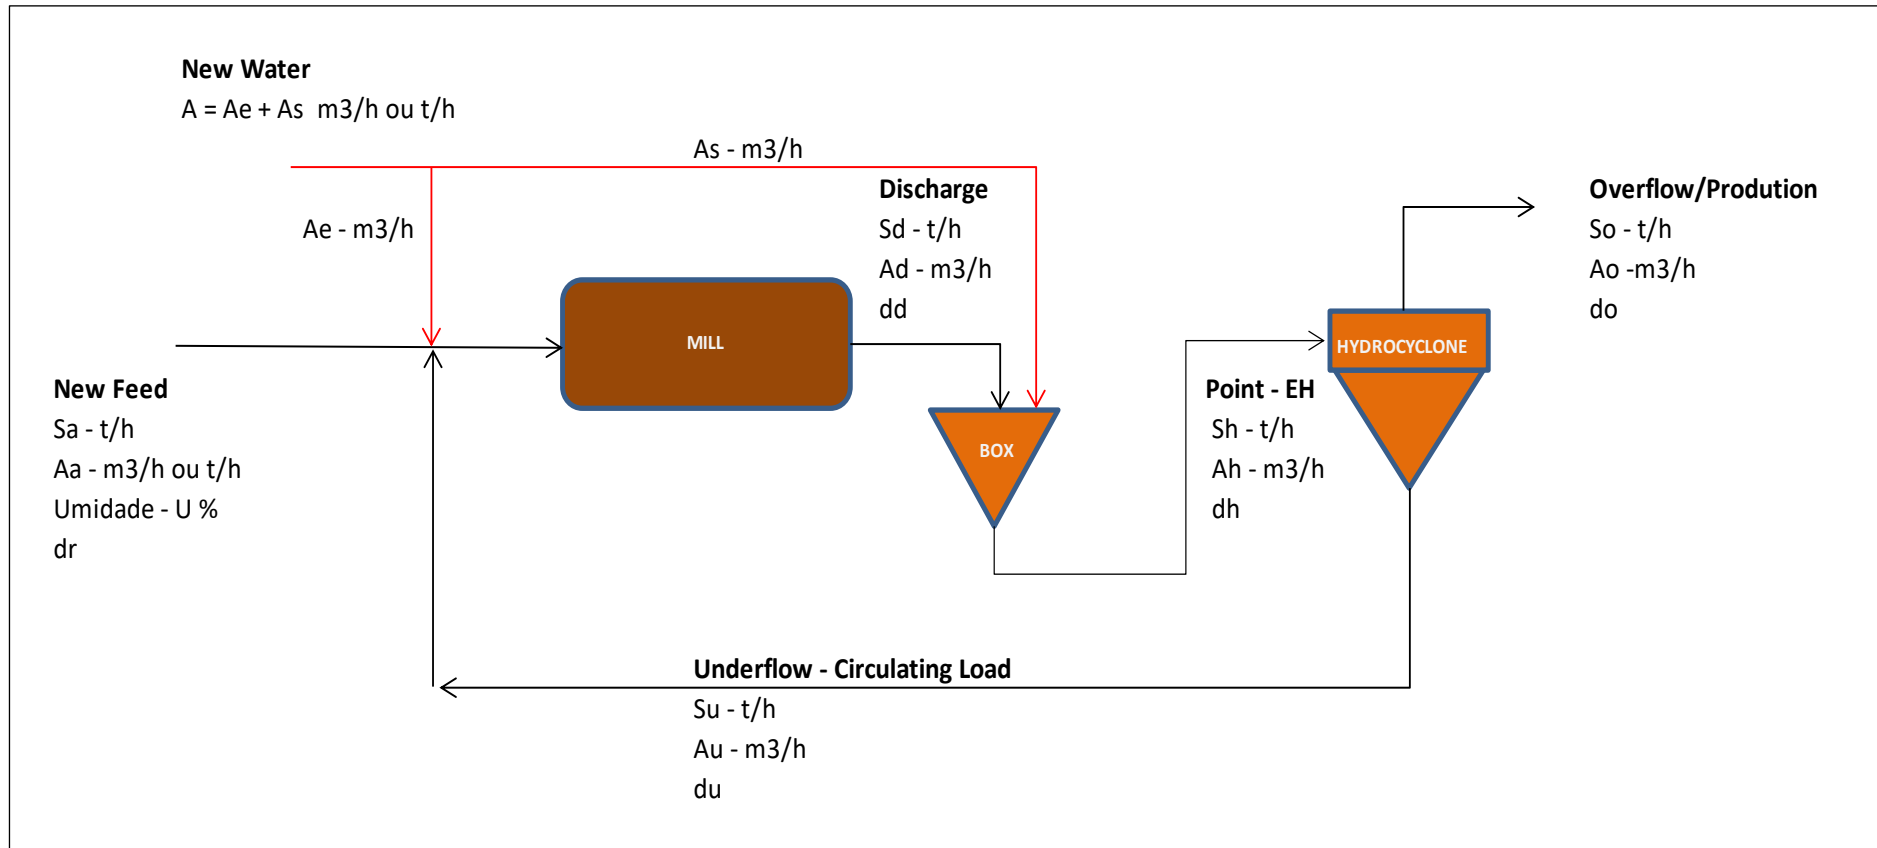 New Water
A = Ae + As  m3/h ou t/h
As - m3/h
Ae - m3/h
Discharge
Sd - t/h
Ad - m3/h
dd
Overflow/Prodution
So - t/h
Ao -m3/h
do
MILL
HYDROCYCLONE
New Feed
Sa - t/h
Aa - m3/h ou t/h
Umidade - U %
dr
BOX
Point - EH
Sh - t/h
Ah - m3/h
dh
Underflow - Circulating Load
Su - t/h
Au - m3/h
du